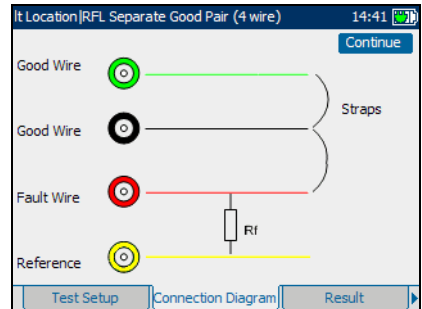 lt Location|RFL Separate Good Pair (4 wire) 14:41
Continue
Good Wire
Straps
Good Wire
Fault Wire
Rf
Reference
Test Setup Connection Diagram Result